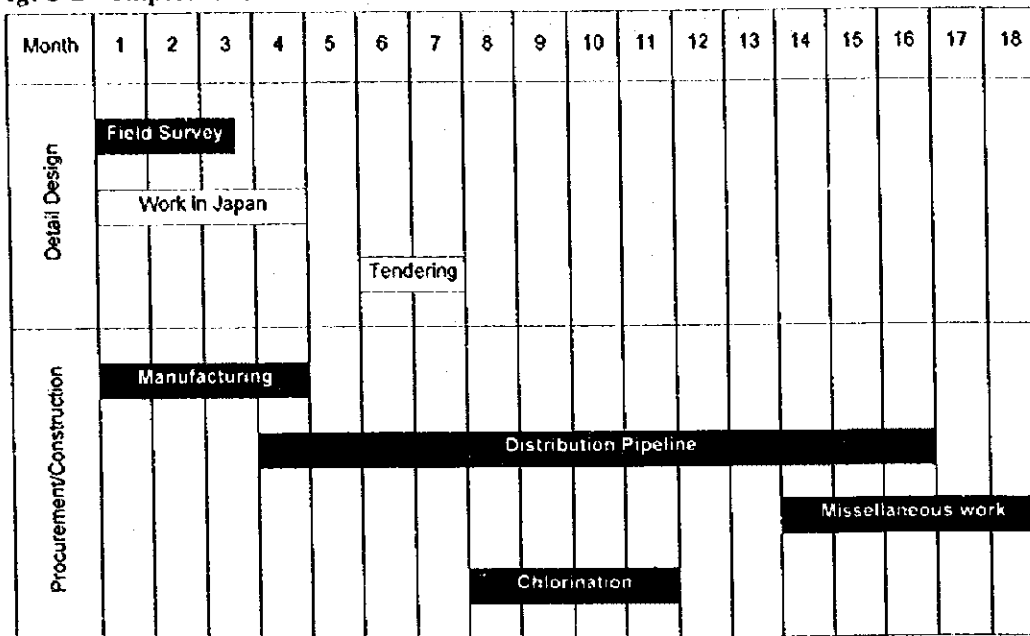 Month 1 2 3 4 5 6 7 8 9 10 11 12 13 14 15 16 17 18
Detail Design
Field Survey
Work in Japan
Tendering
Procurement/Construction
Manufacturing
Distribution Pipeline
Missellaneous work
Chlorination